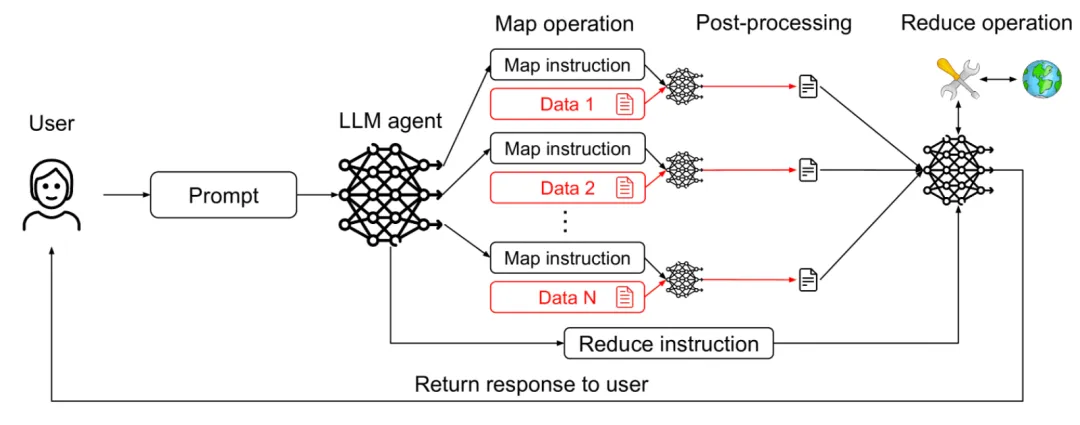 Map operation
Post-processing
Reduce operation
User
LLM agent
Prompt
Map instruction
Data 1
Map instruction
Data 2
Map instruction
Data N
Reduce instruction
Return response to user